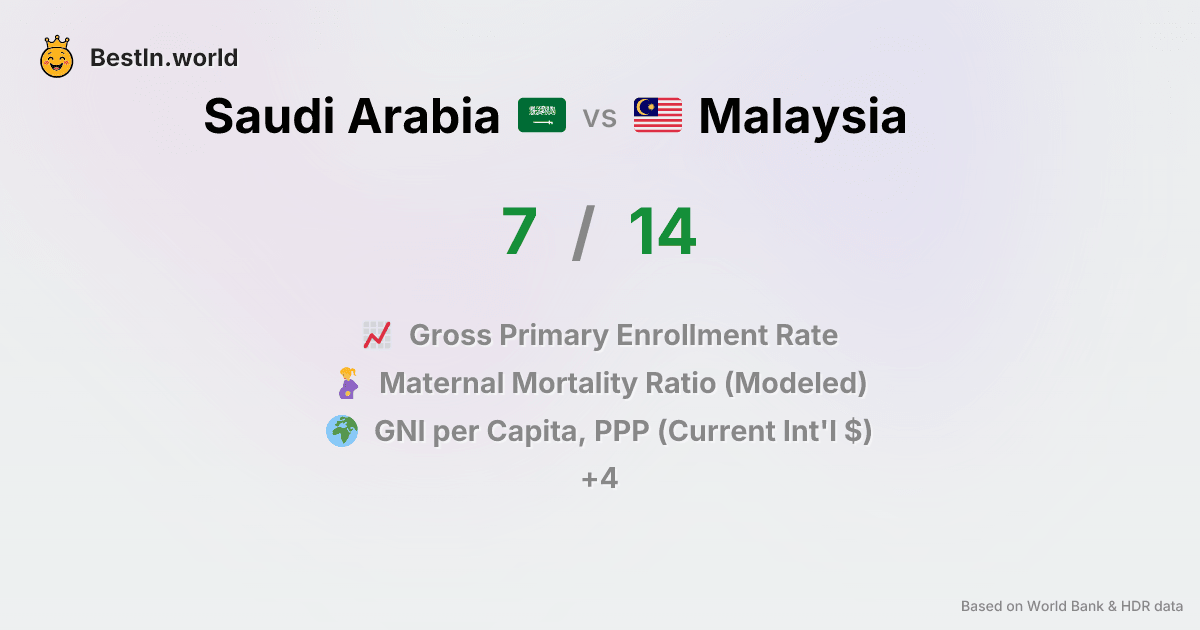 BestIn.world
Saudi Arabia vs Malaysia
7 / 14
Gross Primary Enrollment Rate
Maternal Mortality Ratio (Modeled)
GNI per Capita, PPP (Current Int'l $)
+4
Based on World Bank & HDR data